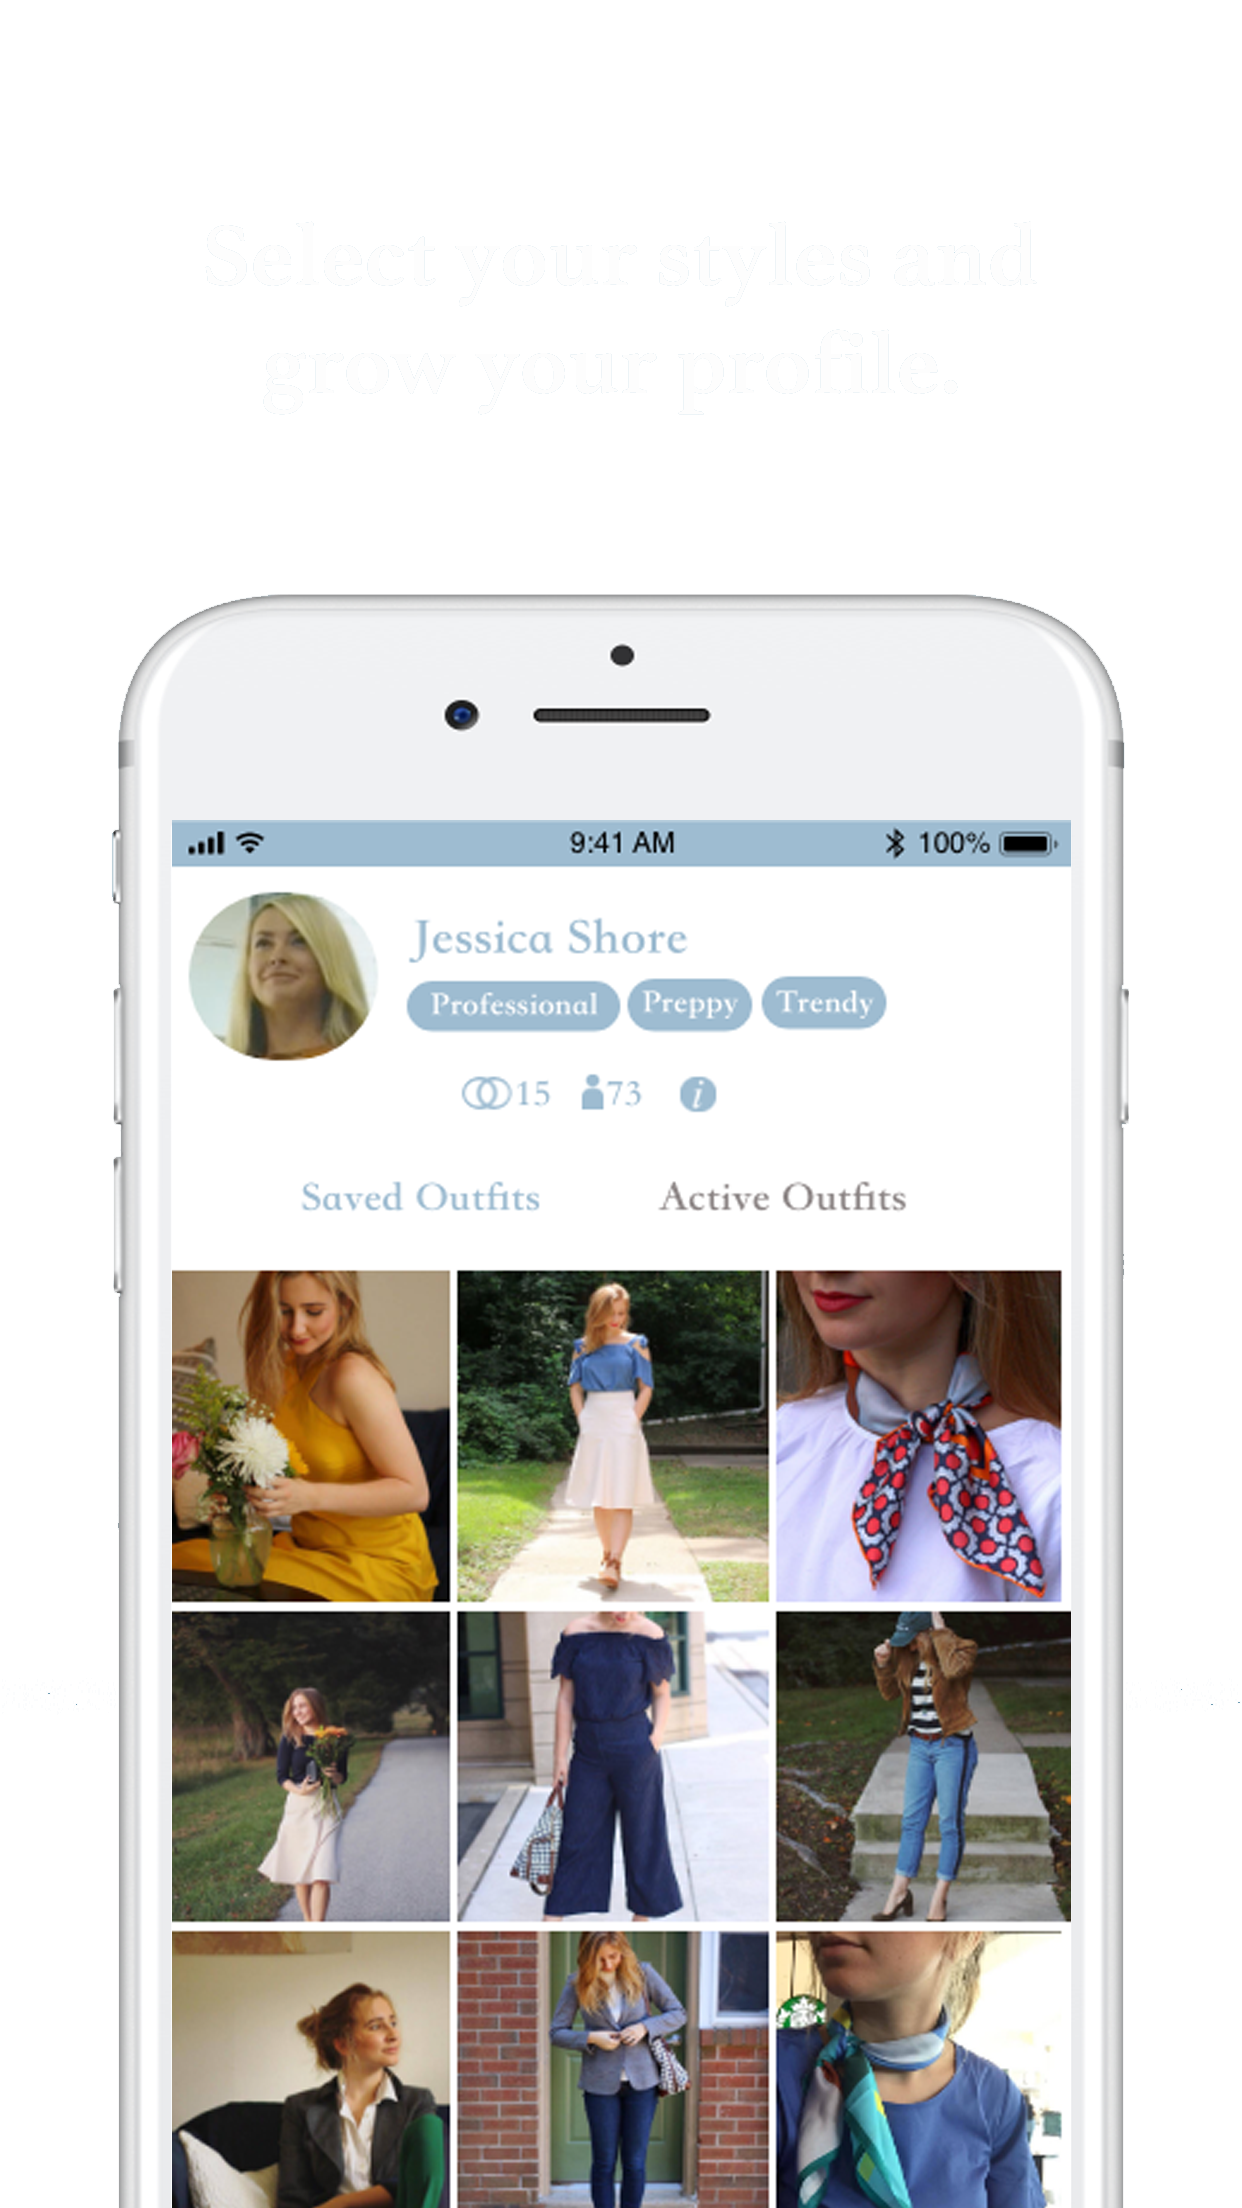 Select your styles and
grow your profile.
9:41 AM 100%
Jessica Shore
Professional Preppy Trendy
15 73 i
Saved Outfits Active Outfits